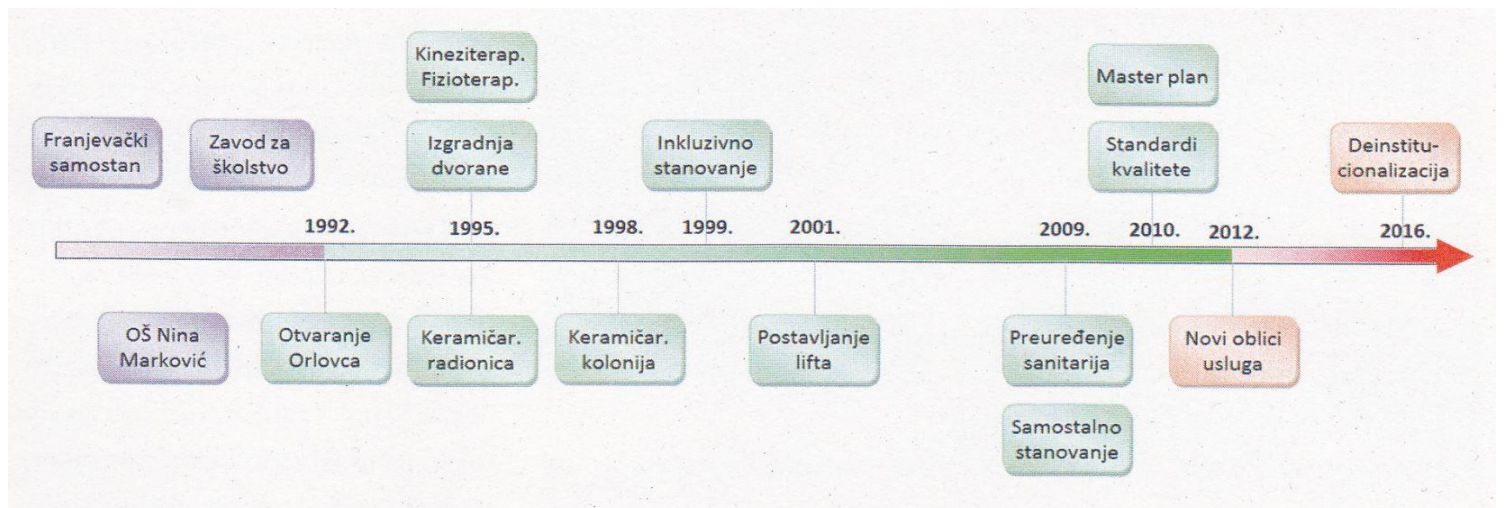 Kineziterap.
Fizioterap.
Master plan
Franjevački
samostan
Zavod za
školstvo
Izgradnja
dvorane
Inkluzivno
stanovanje
Standardi
kvalitete
Deinstitu-
cionalizacija
1992.
1995.
1998.
1999.
2001.
2009.
2010.
2012.
2016.
OŠ Nina
Marković
Otvaranje
Orlovca
Keramičar.
radionica
Keramičar.
kolonija
Postavljanje
lifta
Preuređenje
sanitarija
Novi oblici
usluga
Samostalno
stanovanje